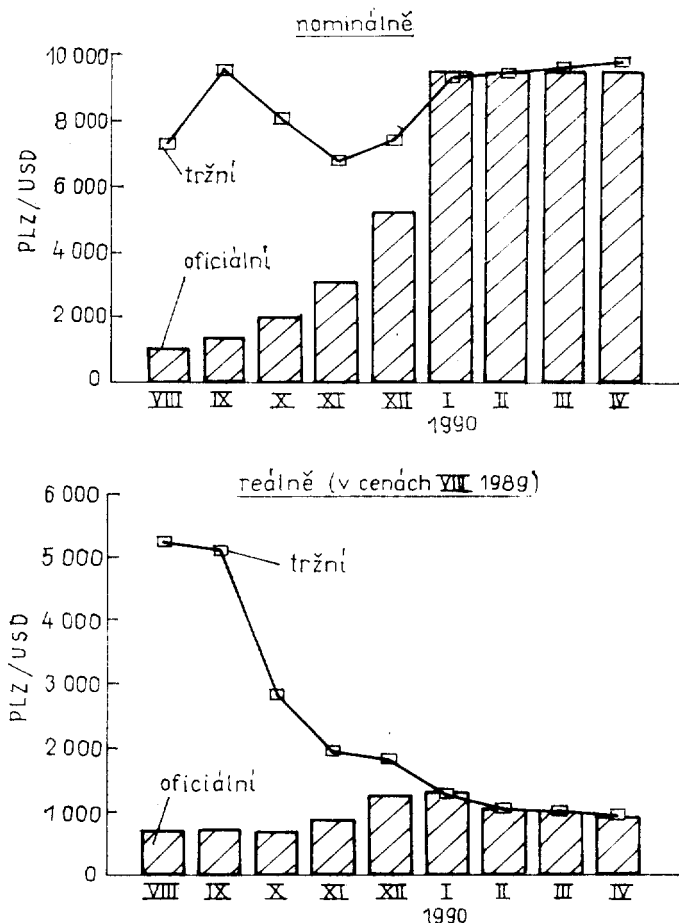 nominálně
10 000
8 000
6 000
4 000
2 000
0
PLZ/USD
tržní
oficiální
VIII IX X XI XII I II III IV
1990
reálně (v cenách VIII 1989)
6 000
5 000
4 000
3 000
2 000
1 000
0
PLZ/USD
tržní
oficiální
VIII IX X XI XII I II III IV
1990